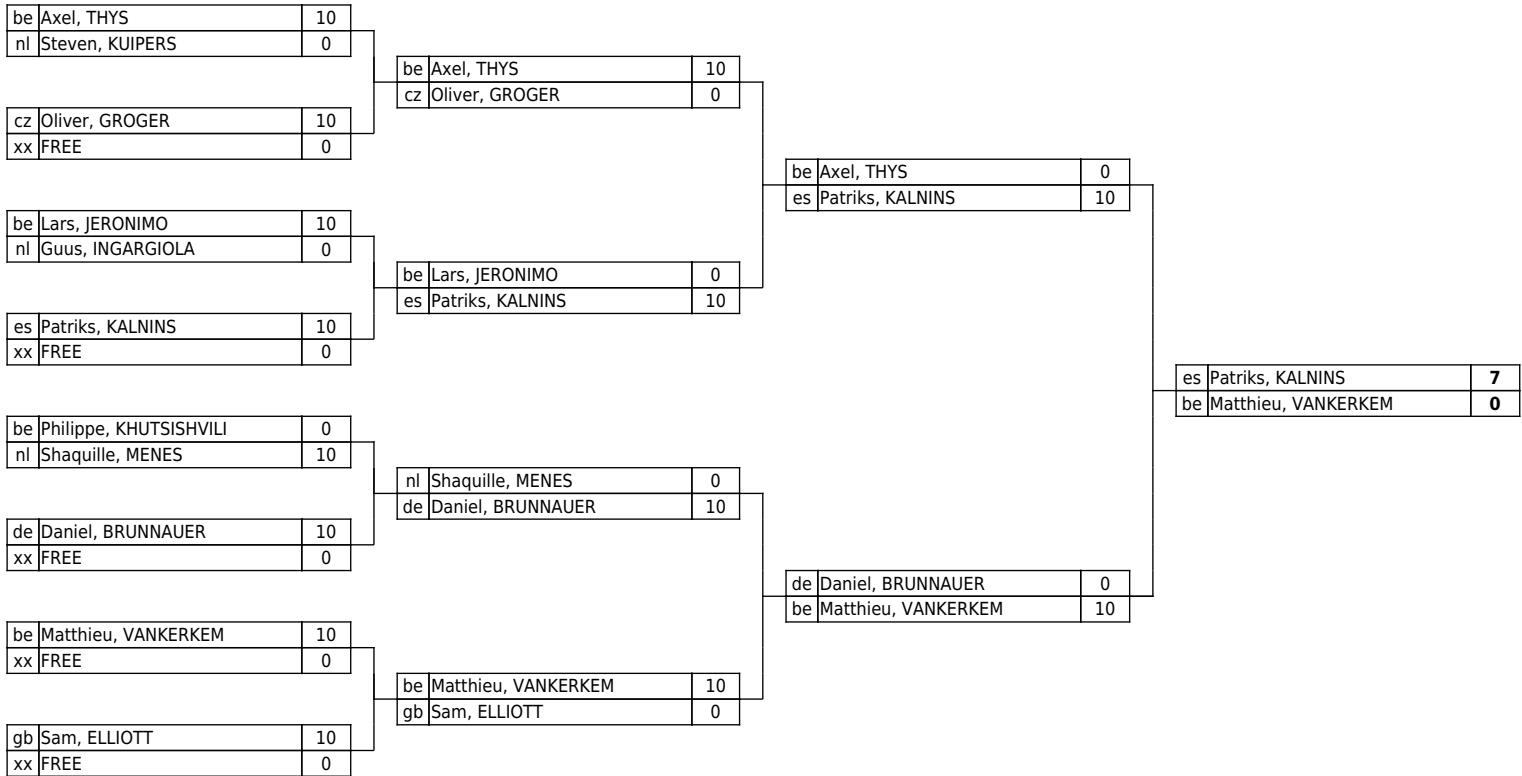 be Axel, THYS 10
nl Steven, KUIPERS 0
cz Oliver, GROGER 10
xx FREE 0
be Lars, JERONIMO 10
nl Guus, INGARGIOLA 0
es Patriks, KALNINS 10
xx FREE 0
be Philippe, KHUTSISHVILI 0
nl Shaquille, MENES 10
de Daniel, BRUNNAUER 10
xx FREE 0
be Matthieu, VANKERKEM 10
xx FREE 0
gb Sam, ELLIOTT 10
xx FREE 0
be Axel, THYS 10
cz Oliver, GROGER 0
be Lars, JERONIMO 0
es Patriks, KALNINS 10
nl Shaquille, MENES 0
de Daniel, BRUNNAUER 10
be Matthieu, VANKERKEM 10
gb Sam, ELLIOTT 0
be Axel, THYS 0
es Patriks, KALNINS 10
de Daniel, BRUNNAUER 0
be Matthieu, VANKERKEM 10
es Patriks, KALNINS 7
be Matthieu, VANKERKEM 0